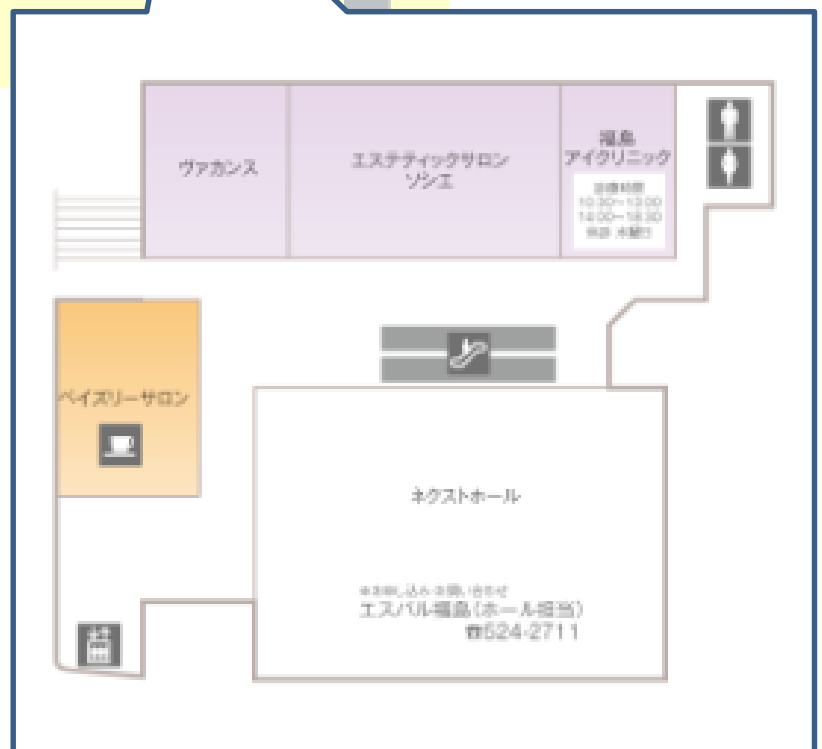 ヴァカンス
エステティックサロン
ソシエ
福島
アイクリニック
診療時間
10:30~13:00
14:00~18:30
休診 水曜日
ペイズリーサロン
ネクストホール
※お申し込み・お問い合わせ
エスパル福島(ホール担当)
☎524-2711